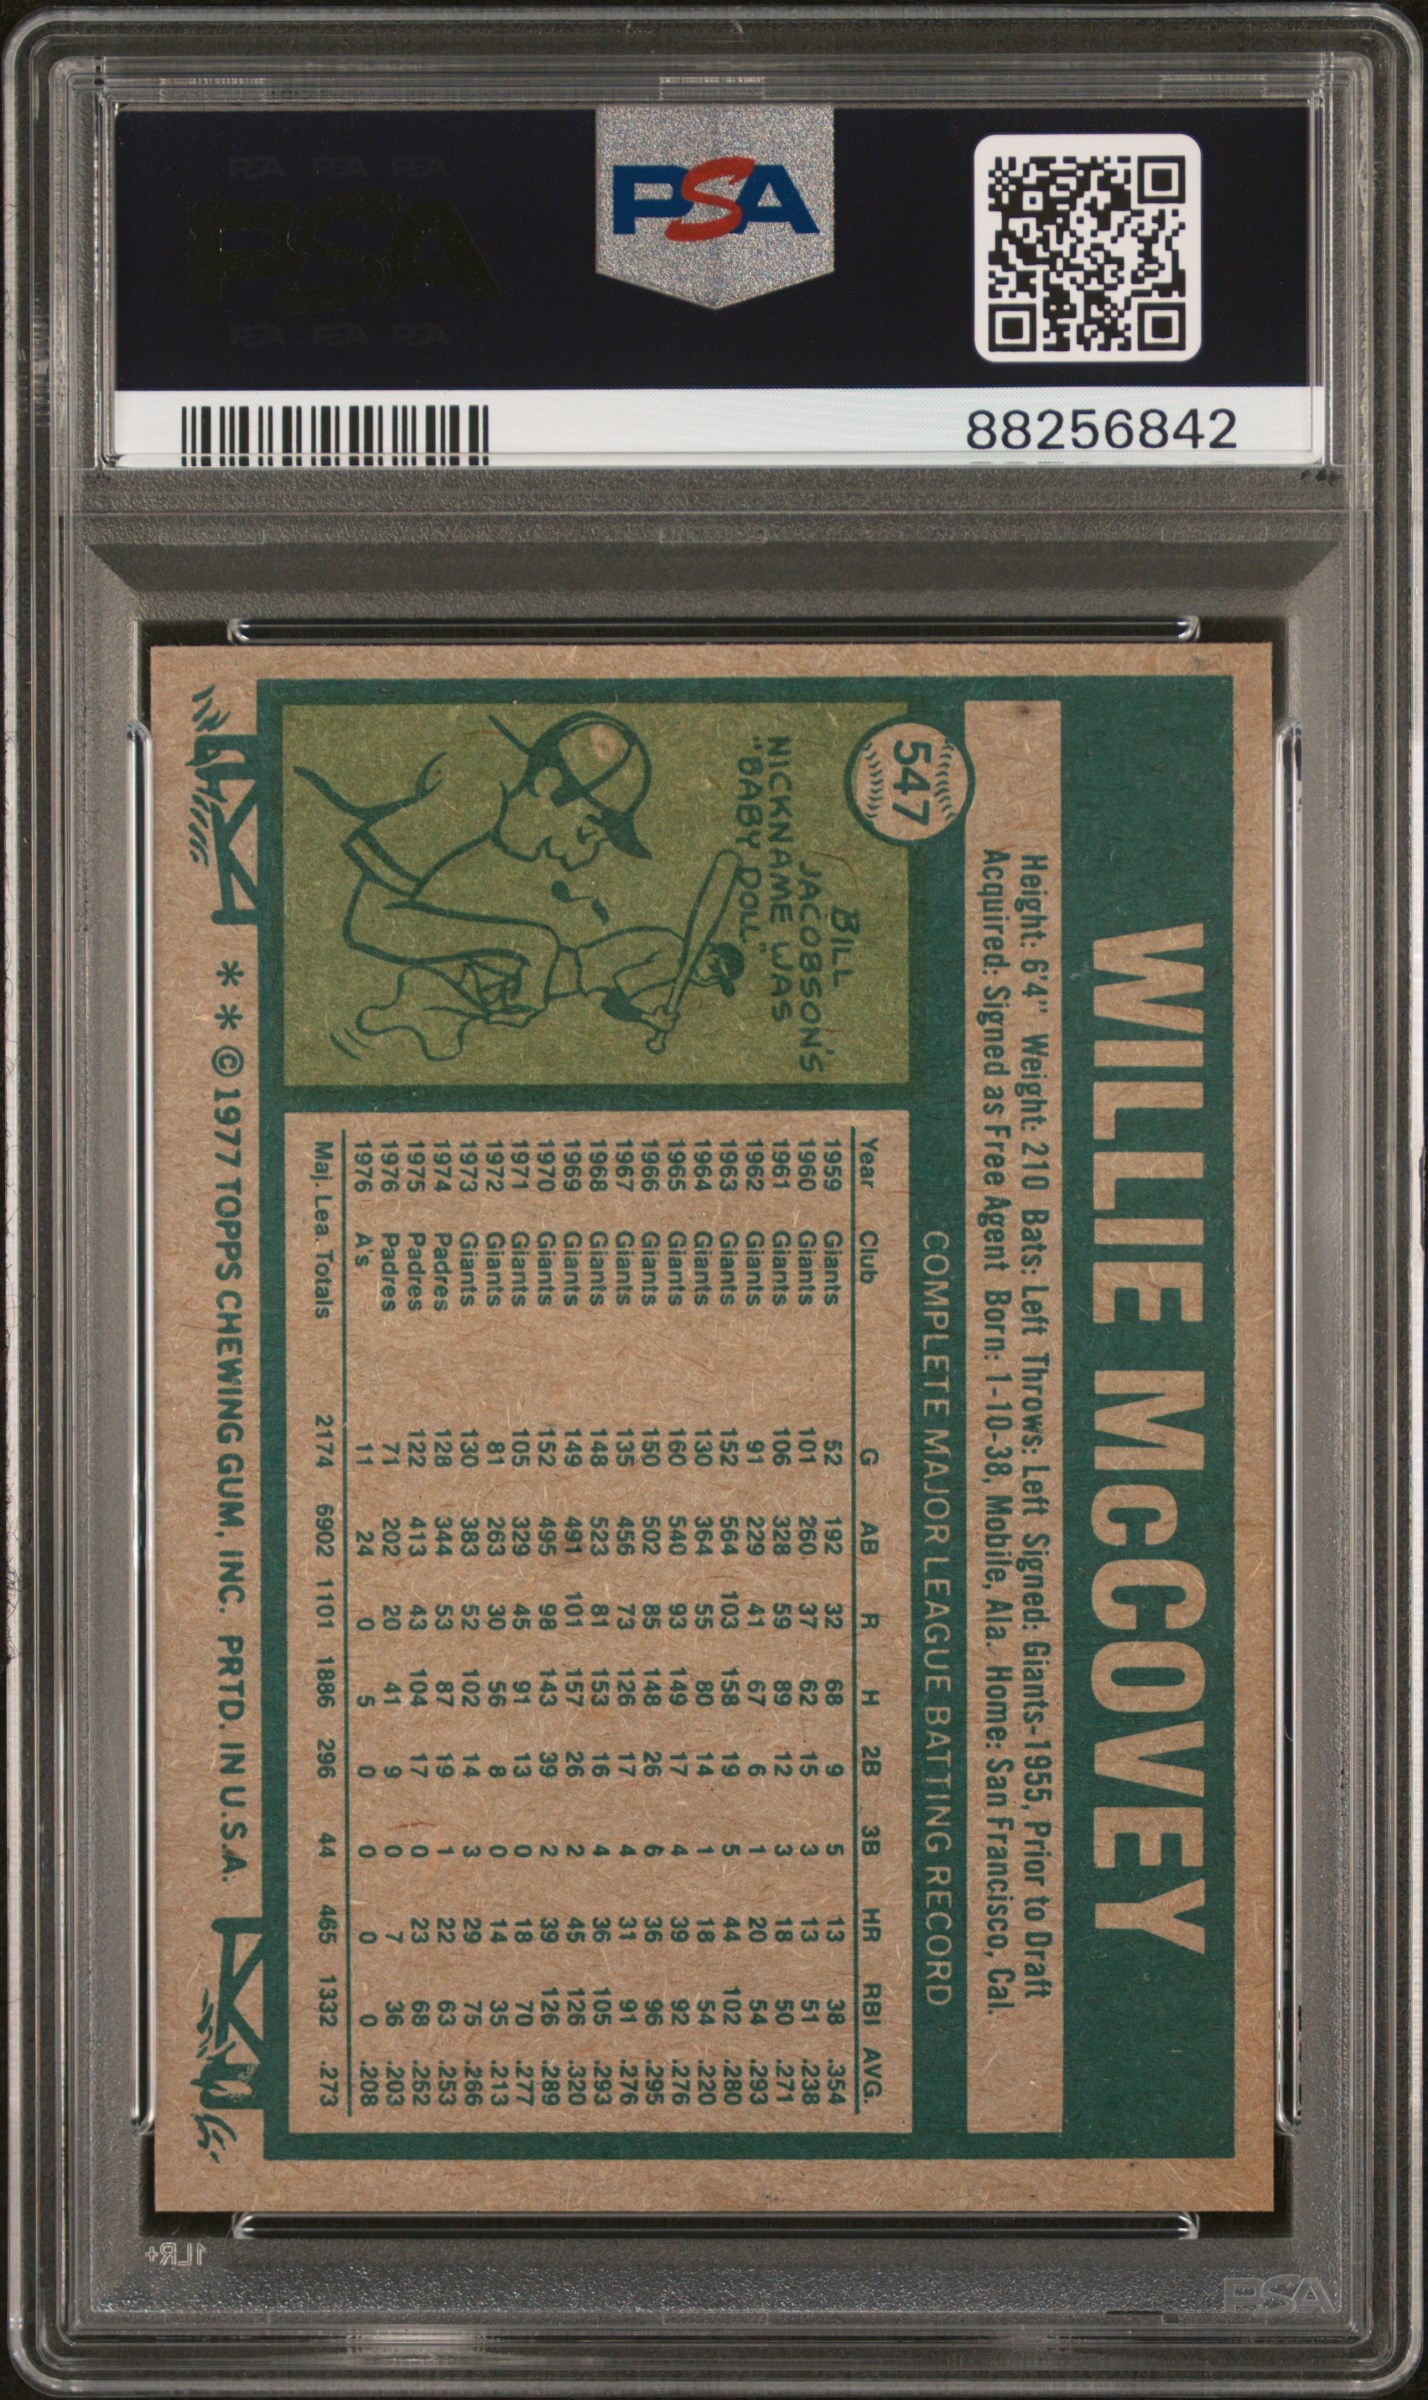 PSA PSA PSA
PSA
PSA PSA PSA
PSA
88256842
WILLIE McCOVEY
547
Height: 6'4" Weight: 210 Bats: Left Throws: Left Signed: Giants-1955, Prior to Draft
Acquired: Signed as Free Agent Born: 1-10-38, Mobile, Ala. Home: San Francisco, Cal.
COMPLETE MAJOR LEAGUE BATTING RECORD
BILL
JACOBSON'S
NICKNAME WAS
"BABY DOLL"
Year Club G AB R H 2B 3B HR RBI AVG.
1959 Giants 52 192 32 68 9 5 13 38 .354
1960 Giants 101 260 37 62 15 3 13 51 .238
1961 Giants 106 328 59 89 12 3 18 50 .271
1962 Giants 91 229 41 67 6 1 20 54 .293
1963 Giants 152 564 103 158 19 5 44 102 .280
1964 Giants 130 364 55 80 14 1 18 54 .220
1965 Giants 160 540 93 149 17 4 39 92 .276
1966 Giants 150 502 85 148 26 6 36 96 .295
1967 Giants 135 456 73 126 17 4 31 91 .276
1968 Giants 148 523 81 153 16 4 36 105 .293
1969 Giants 149 491 101 157 26 2 45 126 .320
1970 Giants 152 495 98 143 39 2 39 126 .289
1971 Giants 105 329 45 91 13 0 18 70 .277
1972 Giants 81 263 30 56 8 0 14 35 .213
1973 Giants 130 383 52 102 14 3 29 75 .266
1974 Padres 128 344 53 87 19 1 22 63 .253
1975 Padres 122 413 43 104 17 0 23 68 .252
1976 Padres 71 202 20 41 9 0 7 36 .203
1976 A's 11 24 0 5 0 0 0 0 .208
Maj. Lea. Totals 2174 6902 1101 1886 296 44 465 1332 .273
* * © 1977 TOPPS CHEWING GUM, INC. PRTD. IN U.S.A.
1LR+
PSA